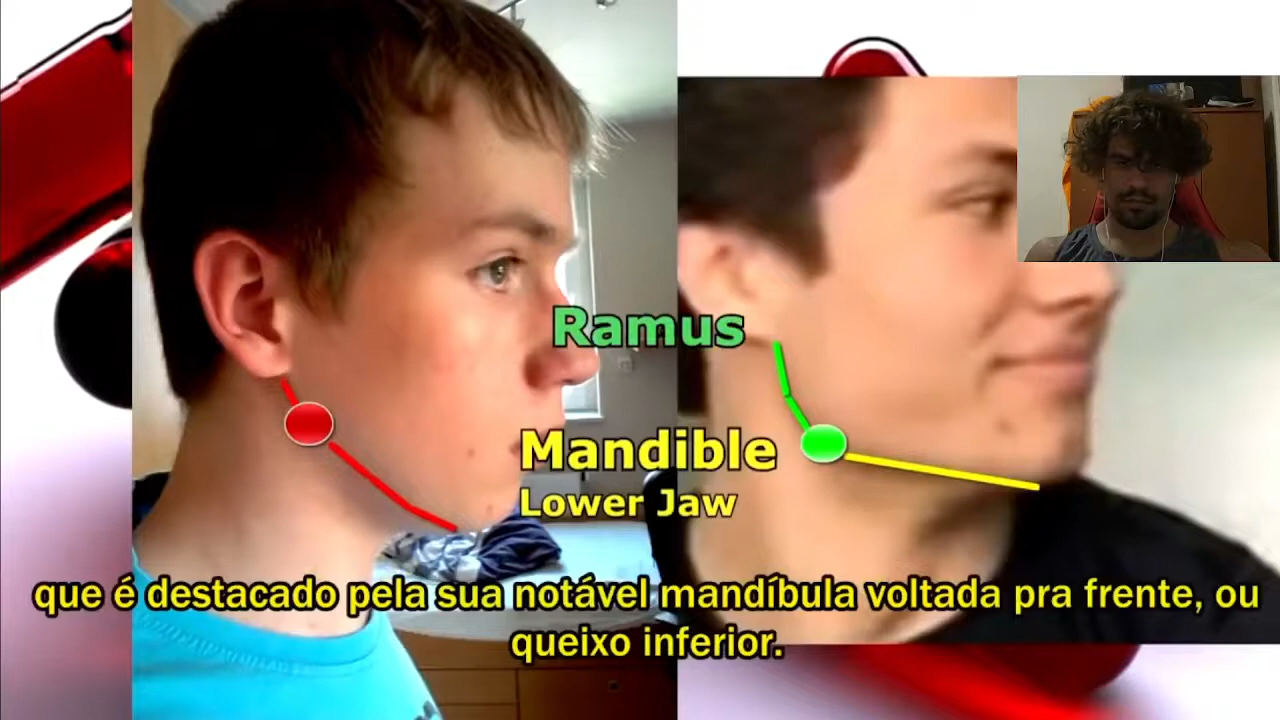 Ramus
Mandible
Lower Jaw
que é destacado pela sua notável mandíbula voltada pra frente, ou
queixo inferior.